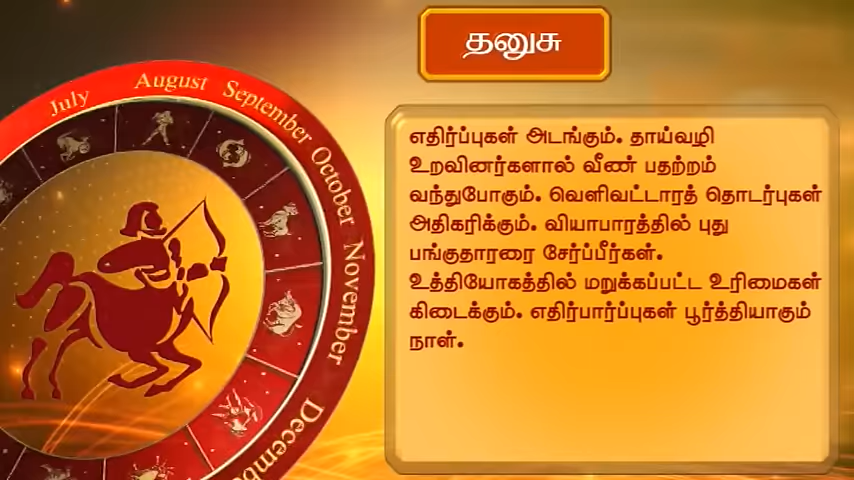 தனுசு
July
August
September
October
November
December
எதிர்ப்புகள் அடங்கும். தாய்வழி
உறவினர்களால் வீண் பதற்றம்
வந்துபோகும். வெளிவட்டாரத் தொடர்புகள்
அதிகரிக்கும். வியாபாரத்தில் புது
பங்குதாரரை சேர்ப்பீர்கள்.
உத்தியோகத்தில் மறுக்கப்பட்ட உரிமைகள்
கிடைக்கும். எதிர்பார்ப்புகள் பூர்த்தியாகும்
நாள்.